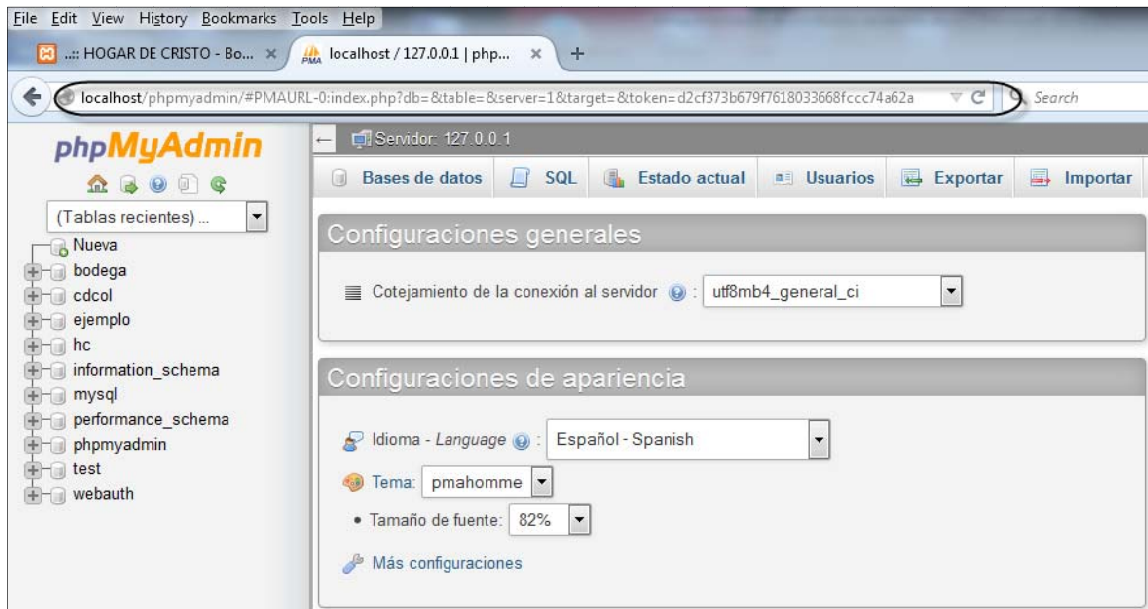 File Edit View History Bookmarks Tools Help
..:: HOGAR DE CRISTO - Bo... × PMA localhost / 127.0.0.1 | php... × +
localhost/phpmyadmin/#PMAURL-0:index.php?db=&table=&server=1&target=&token=d2cf373b679f7618033668fccc74a62a Search
phpMyAdmin
← Servidor: 127.0.0.1
Bases de datos SQL Estado actual Usuarios Exportar Importar
(Tablas recientes) ...
Nueva
bodega
cdcol
ejemplo
hc
information_schema
mysql
performance_schema
phpmyadmin
test
webauth
Configuraciones generales
Cotejamiento de la conexión al servidor : utf8mb4_general_ci
Configuraciones de apariencia
Idioma - Language : Español - Spanish
Tema: pmahomme
• Tamaño de fuente: 82%
Más configuraciones